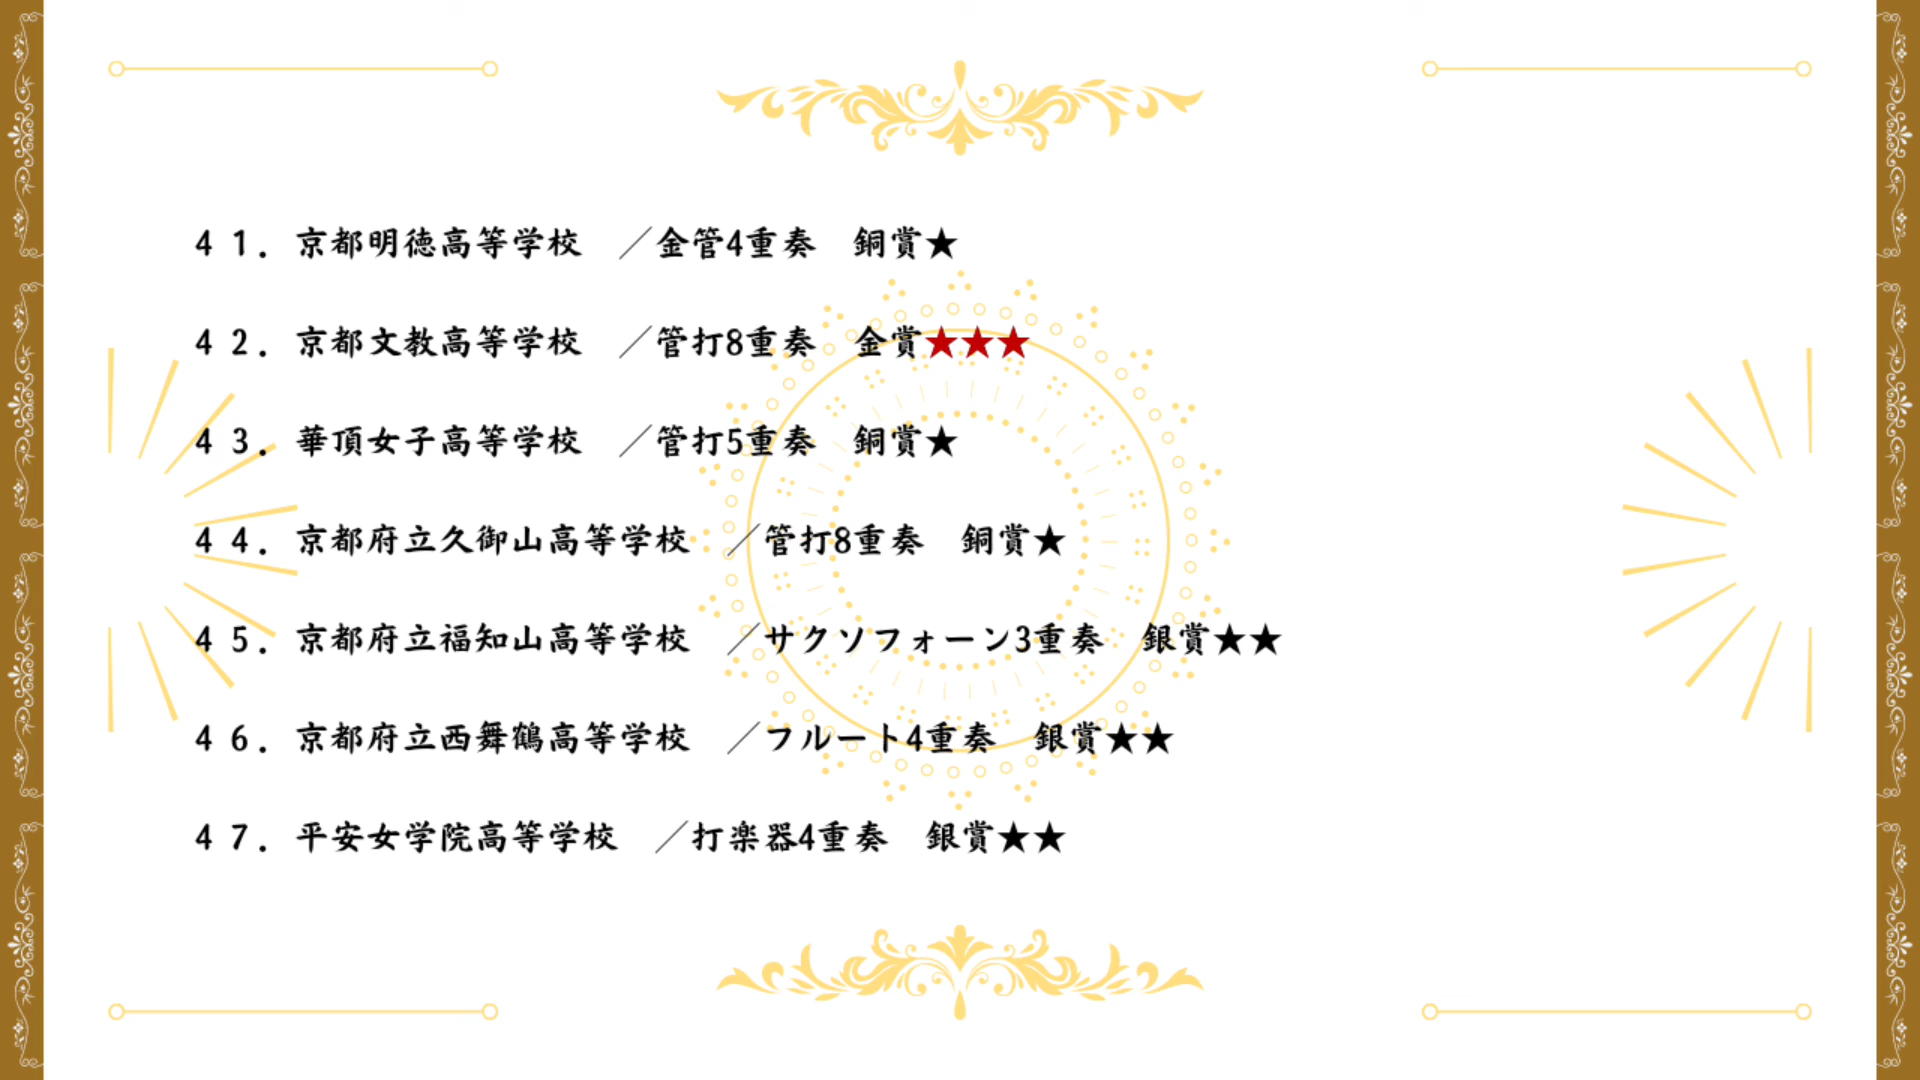 ４１．京都明徳高等学校　／金管4重奏　銅賞★
４２．京都文教高等学校　／管打8重奏　金賞★★★
４３．華頂女子高等学校　／管打5重奏　銅賞★
４４．京都府立久御山高等学校　／管打8重奏　銅賞★
４５．京都府立福知山高等学校　／サクソフォーン3重奏　銀賞★★
４６．京都府立西舞鶴高等学校　／フルート4重奏　銀賞★★
４７．平安女学院高等学校　／打楽器4重奏　銀賞★★